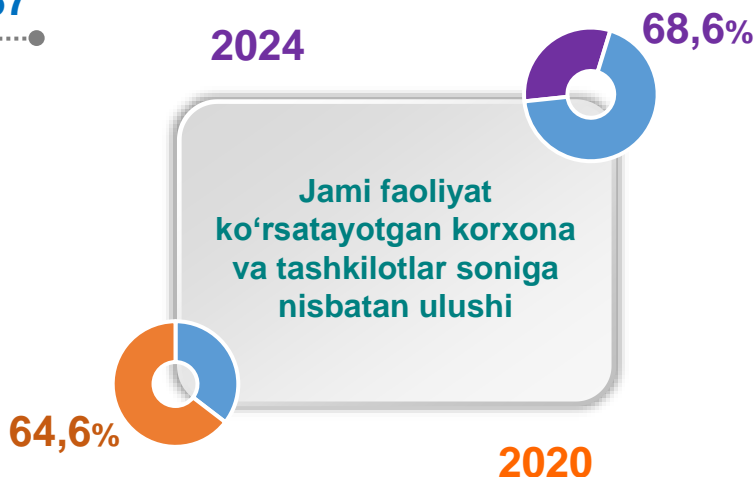 2024
68,6%
Jami faoliyat
ko‘rsatayotgan korxona
va tashkilotlar soniga
nisbatan ulushi
64,6%
2020